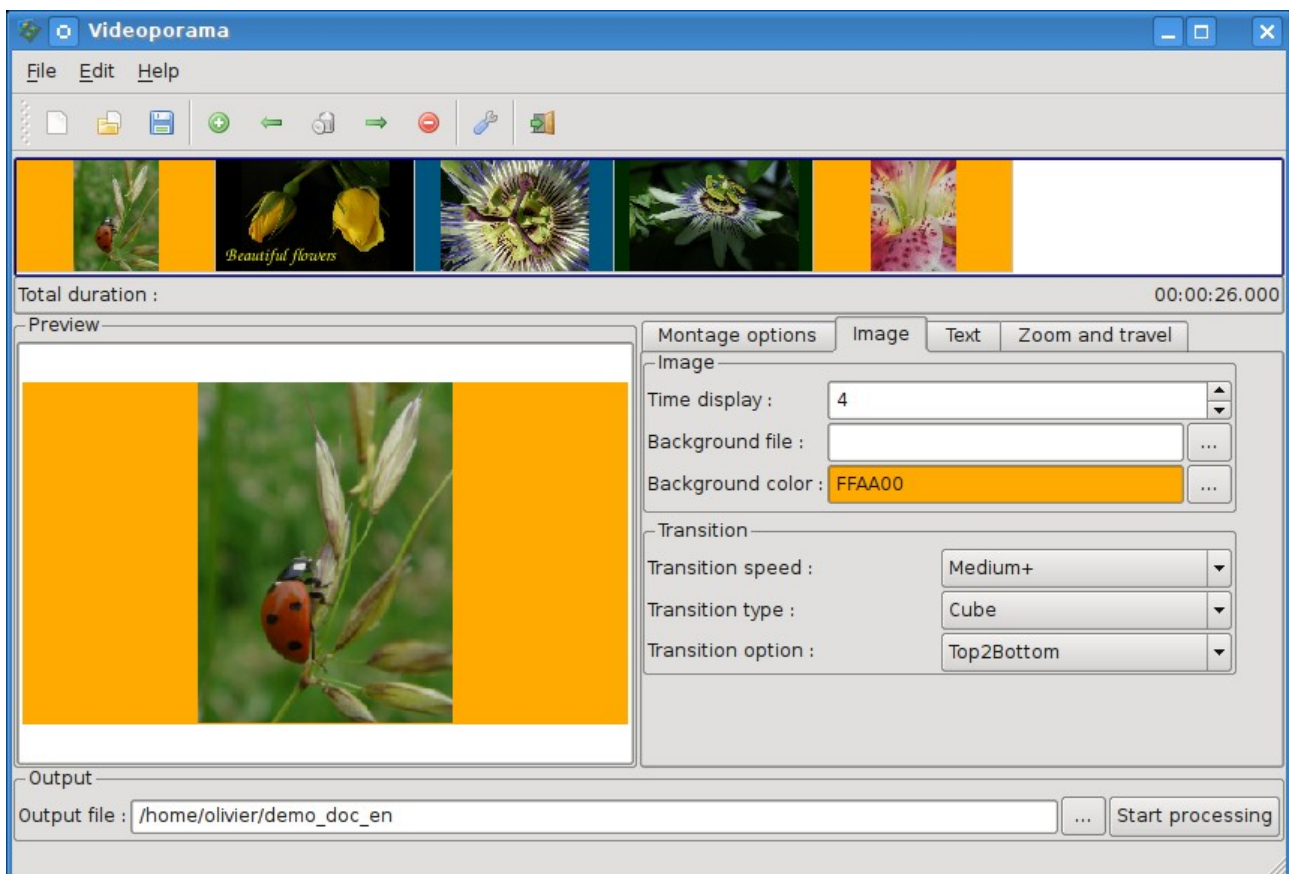 Videoporama
File Edit Help
Beautiful flowers
Total duration : 00:00:26.000
Preview
Montage options Image Text Zoom and travel
Image
Time display : 4
Background file : ...
Background color : FFAA00 ...
Transition
Transition speed : Medium+
Transition type : Cube
Transition option : Top2Bottom
Output
Output file : /home/olivier/demo_doc_en ... Start processing